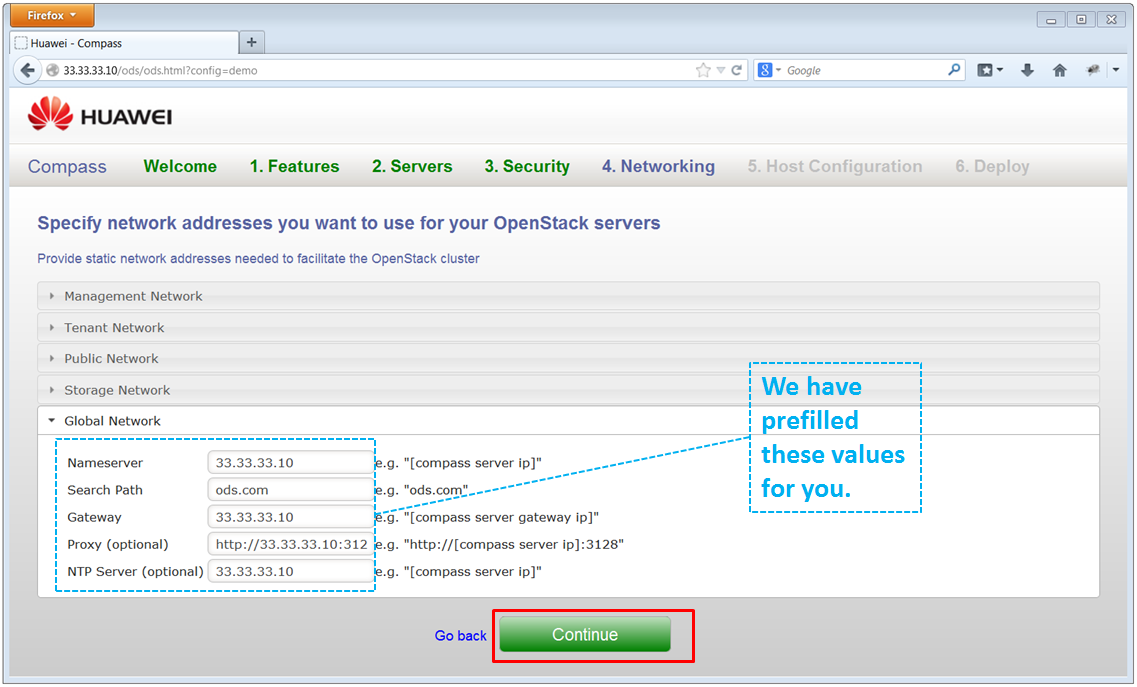 Firefox
Huawei - Compass
33.33.33.10/ods/ods.html?config=demo
8
Google
HUAWEI
Compass Welcome 1. Features 2. Servers 3. Security 4. Networking 5. Host Configuration 6. Deploy
Specify network addresses you want to use for your OpenStack servers
Provide static network addresses needed to facilitate the OpenStack cluster
Management Network
Tenant Network
Public Network
Storage Network
Global Network
Nameserver 33.33.33.10 e.g. "[compass server ip]"
Search Path ods.com e.g. "ods.com"
Gateway 33.33.33.10 e.g. "[compass server gateway ip]"
Proxy (optional) http://33.33.33.10:312 e.g. "http://[compass server ip]:3128"
NTP Server (optional) 33.33.33.10 e.g. "[compass server ip]"
We have
prefilled
these values
for you.
Go back Continue